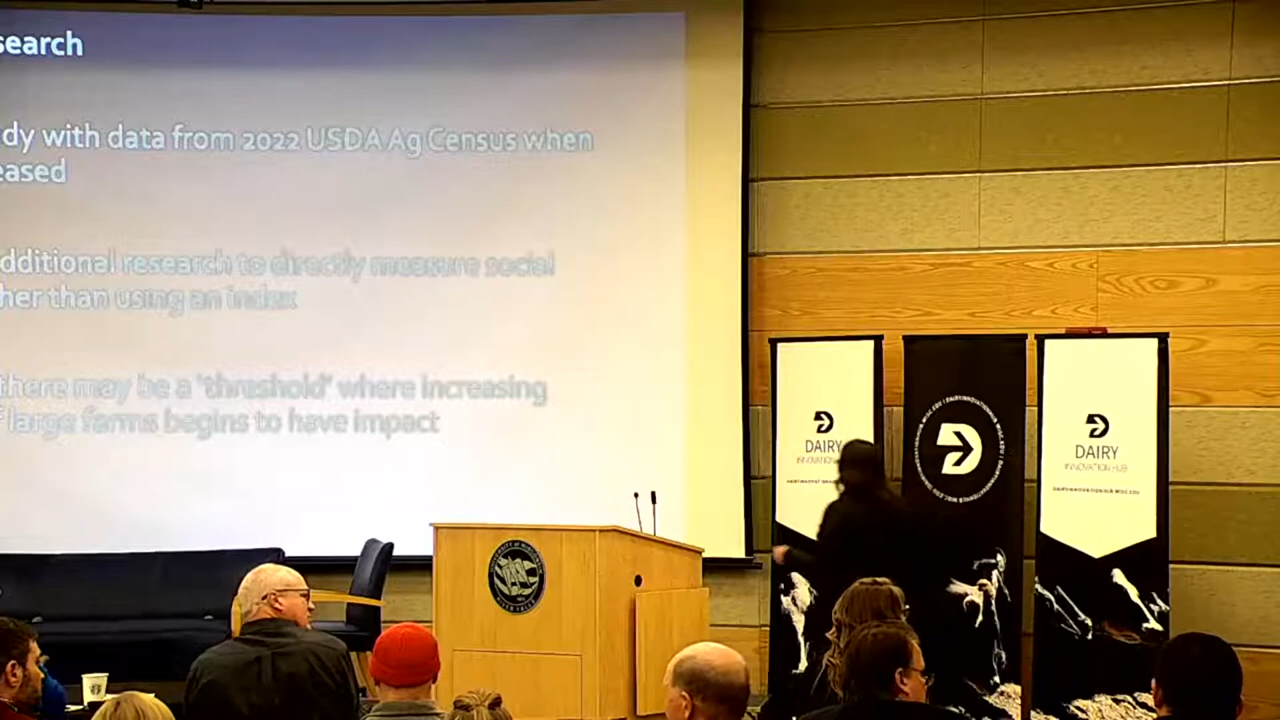 search
dy with data from 2022 USDA Ag Census when
eased
dditional research to directly measure social
her than using an index
there may be a 'threshold' where increasing
f large farms begins to have impact
DAIRY
DAIRY
INNOVATION HUB